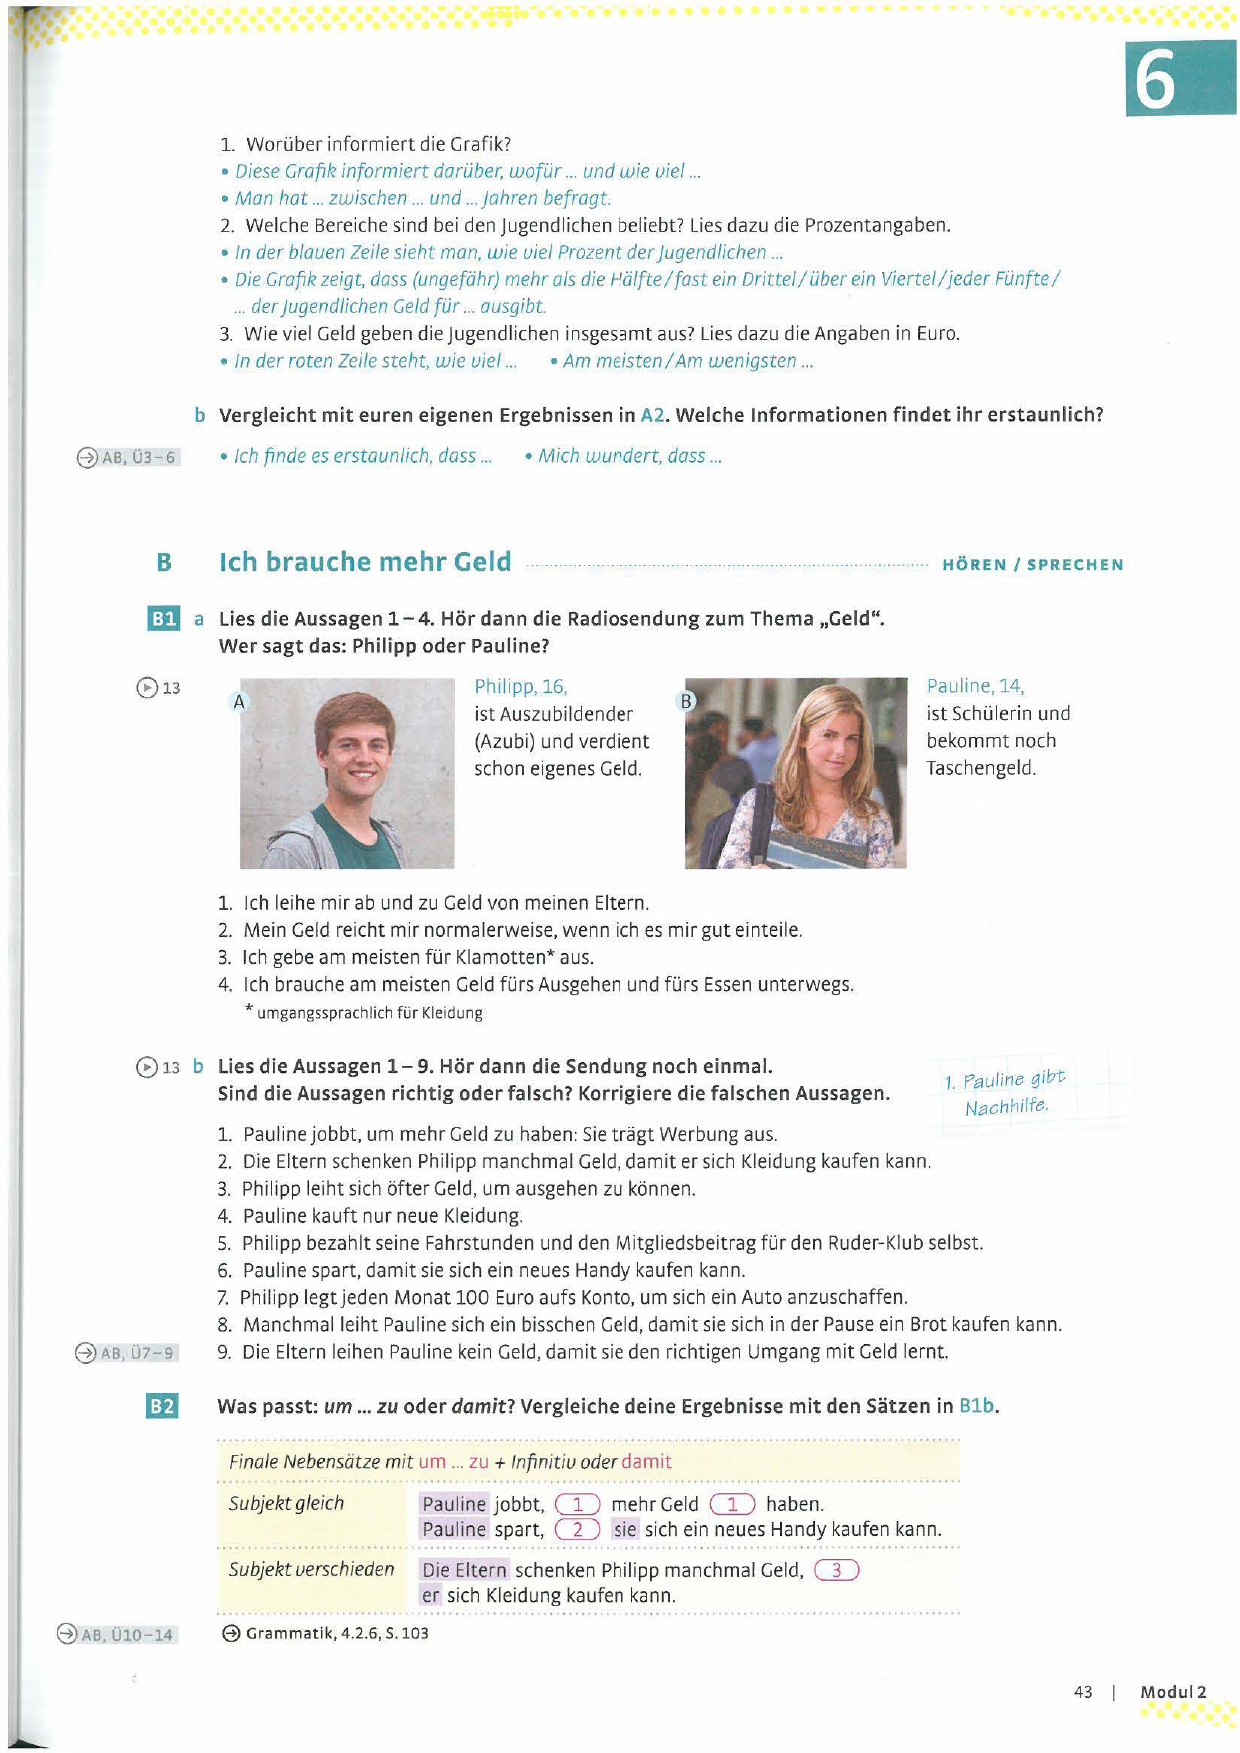 6
1. Worüber informiert die Grafik?
• Diese Grafik informiert darüber, wofür ... und wie viel ...
• Man hat ... zwischen ... und ... Jahren befragt.
2. Welche Bereiche sind bei den Jugendlichen beliebt? Lies dazu die Prozentangaben.
• In der blauen Zeile sieht man, wie viel Prozent der Jugendlichen ...
• Die Grafik zeigt, dass (ungefähr) mehr als die Hälfte/fast ein Drittel/über ein Viertel/jeder Fünfte/
... der Jugendlichen Geld für ... ausgibt.
3. Wie viel Geld geben die Jugendlichen insgesamt aus? Lies dazu die Angaben in Euro.
• In der roten Zeile steht, wie viel ... • Am meisten/Am wenigsten ...
b Vergleicht mit euren eigenen Ergebnissen in A2. Welche Informationen findet ihr erstaunlich?
AB, Ü3–6 • Ich finde es erstaunlich, dass ... • Mich wundert, dass ...
B Ich brauche mehr Geld HÖREN / SPRECHEN
B1 a Lies die Aussagen 1–4. Hör dann die Radiosendung zum Thema „Geld“.
Wer sagt das: Philipp oder Pauline?
13
A
Philipp, 16,
ist Auszubildender
(Azubi) und verdient
schon eigenes Geld.
B
Pauline, 14,
ist Schülerin und
bekommt noch
Taschengeld.
1. Ich leihe mir ab und zu Geld von meinen Eltern.
2. Mein Geld reicht mir normalerweise, wenn ich es mir gut einteile.
3. Ich gebe am meisten für Klamotten* aus.
4. Ich brauche am meisten Geld fürs Ausgehen und fürs Essen unterwegs.
* umgangssprachlich für Kleidung
13 b Lies die Aussagen 1–9. Hör dann die Sendung noch einmal.
Sind die Aussagen richtig oder falsch? Korrigiere die falschen Aussagen.
1. Pauline gibt
Nachhilfe.
1. Pauline jobbt, um mehr Geld zu haben: Sie trägt Werbung aus.
2. Die Eltern schenken Philipp manchmal Geld, damit er sich Kleidung kaufen kann.
3. Philipp leiht sich öfter Geld, um ausgehen zu können.
4. Pauline kauft nur neue Kleidung.
5. Philipp bezahlt seine Fahrstunden und den Mitgliedsbeitrag für den Ruder-Klub selbst.
6. Pauline spart, damit sie sich ein neues Handy kaufen kann.
7. Philipp legt jeden Monat 100 Euro aufs Konto, um sich ein Auto anzuschaffen.
8. Manchmal leiht Pauline sich ein bisschen Geld, damit sie sich in der Pause ein Brot kaufen kann.
AB, Ü7–9 9. Die Eltern leihen Pauline kein Geld, damit sie den richtigen Umgang mit Geld lernt.
B2 Was passt: um ... zu oder damit? Vergleiche deine Ergebnisse mit den Sätzen in B1b.
Finale Nebensätze mit um ... zu + Infinitiv oder damit
Subjekt gleich Pauline jobbt, 1 mehr Geld 1 haben.
Pauline spart, 2 sie sich ein neues Handy kaufen kann.
Subjekt verschieden Die Eltern schenken Philipp manchmal Geld, 3
er sich Kleidung kaufen kann.
AB, Ü10–14 Grammatik, 4.2.6, S. 103
43 | Modul 2